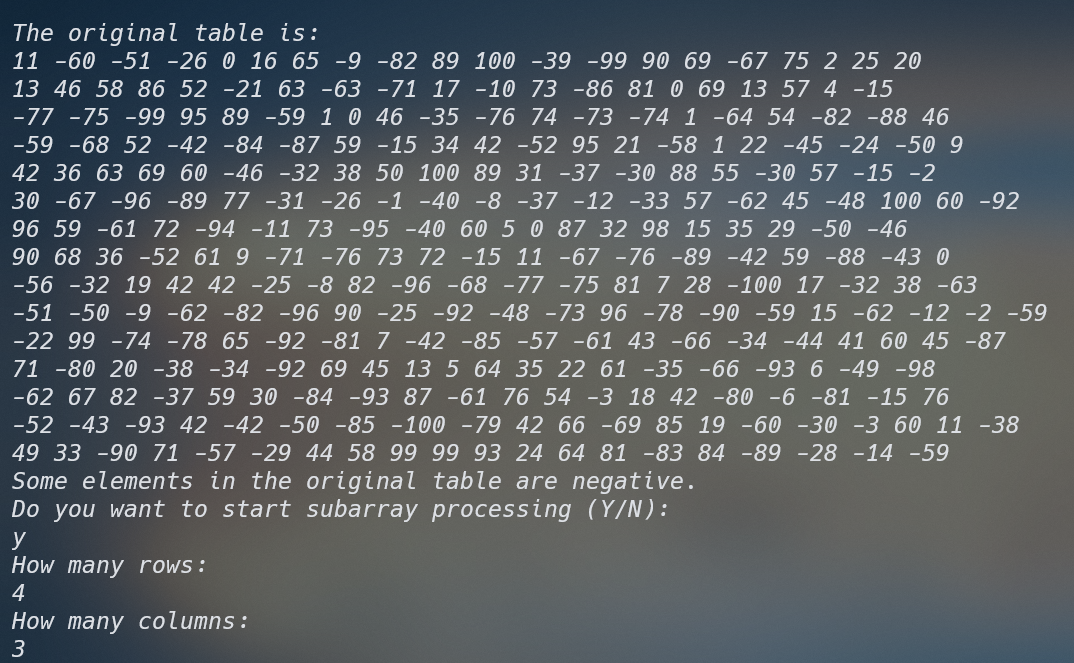 The original table is:
11 -60 -51 -26 0 16 65 -9 -82 89 100 -39 -99 90 69 -67 75 2 25 20
13 46 58 86 52 -21 63 -63 -71 17 -10 73 -86 81 0 69 13 57 4 -15
-77 -75 -99 95 89 -59 1 0 46 -35 -76 74 -73 -74 1 -64 54 -82 -88 46
-59 -68 52 -42 -84 -87 59 -15 34 42 -52 95 21 -58 1 22 -45 -24 -50 9
42 36 63 69 60 -46 -32 38 50 100 89 31 -37 -30 88 55 -30 57 -15 -2
30 -67 -96 -89 77 -31 -26 -1 -40 -8 -37 -12 -33 57 -62 45 -48 100 60 -92
96 59 -61 72 -94 -11 73 -95 -40 60 5 0 87 32 98 15 35 29 -50 -46
90 68 36 -52 61 9 -71 -76 73 72 -15 11 -67 -76 -89 -42 59 -88 -43 0
-56 -32 19 42 42 -25 -8 82 -96 -68 -77 -75 81 7 28 -100 17 -32 38 -63
-51 -50 -9 -62 -82 -96 90 -25 -92 -48 -73 96 -78 -90 -59 15 -62 -12 -2 -59
-22 99 -74 -78 65 -92 -81 7 -42 -85 -57 -61 43 -66 -34 -44 41 60 45 -87
71 -80 20 -38 -34 -92 69 45 13 5 64 35 22 61 -35 -66 -93 6 -49 -98
-62 67 82 -37 59 30 -84 -93 87 -61 76 54 -3 18 42 -80 -6 -81 -15 76
-52 -43 -93 42 -42 -50 -85 -100 -79 42 66 -69 85 19 -60 -30 -3 60 11 -38
49 33 -90 71 -57 -29 44 58 99 99 93 24 64 81 -83 84 -89 -28 -14 -59
Some elements in the original table are negative.
Do you want to start subarray processing (Y/N):
y
How many rows:
4
How many columns:
3